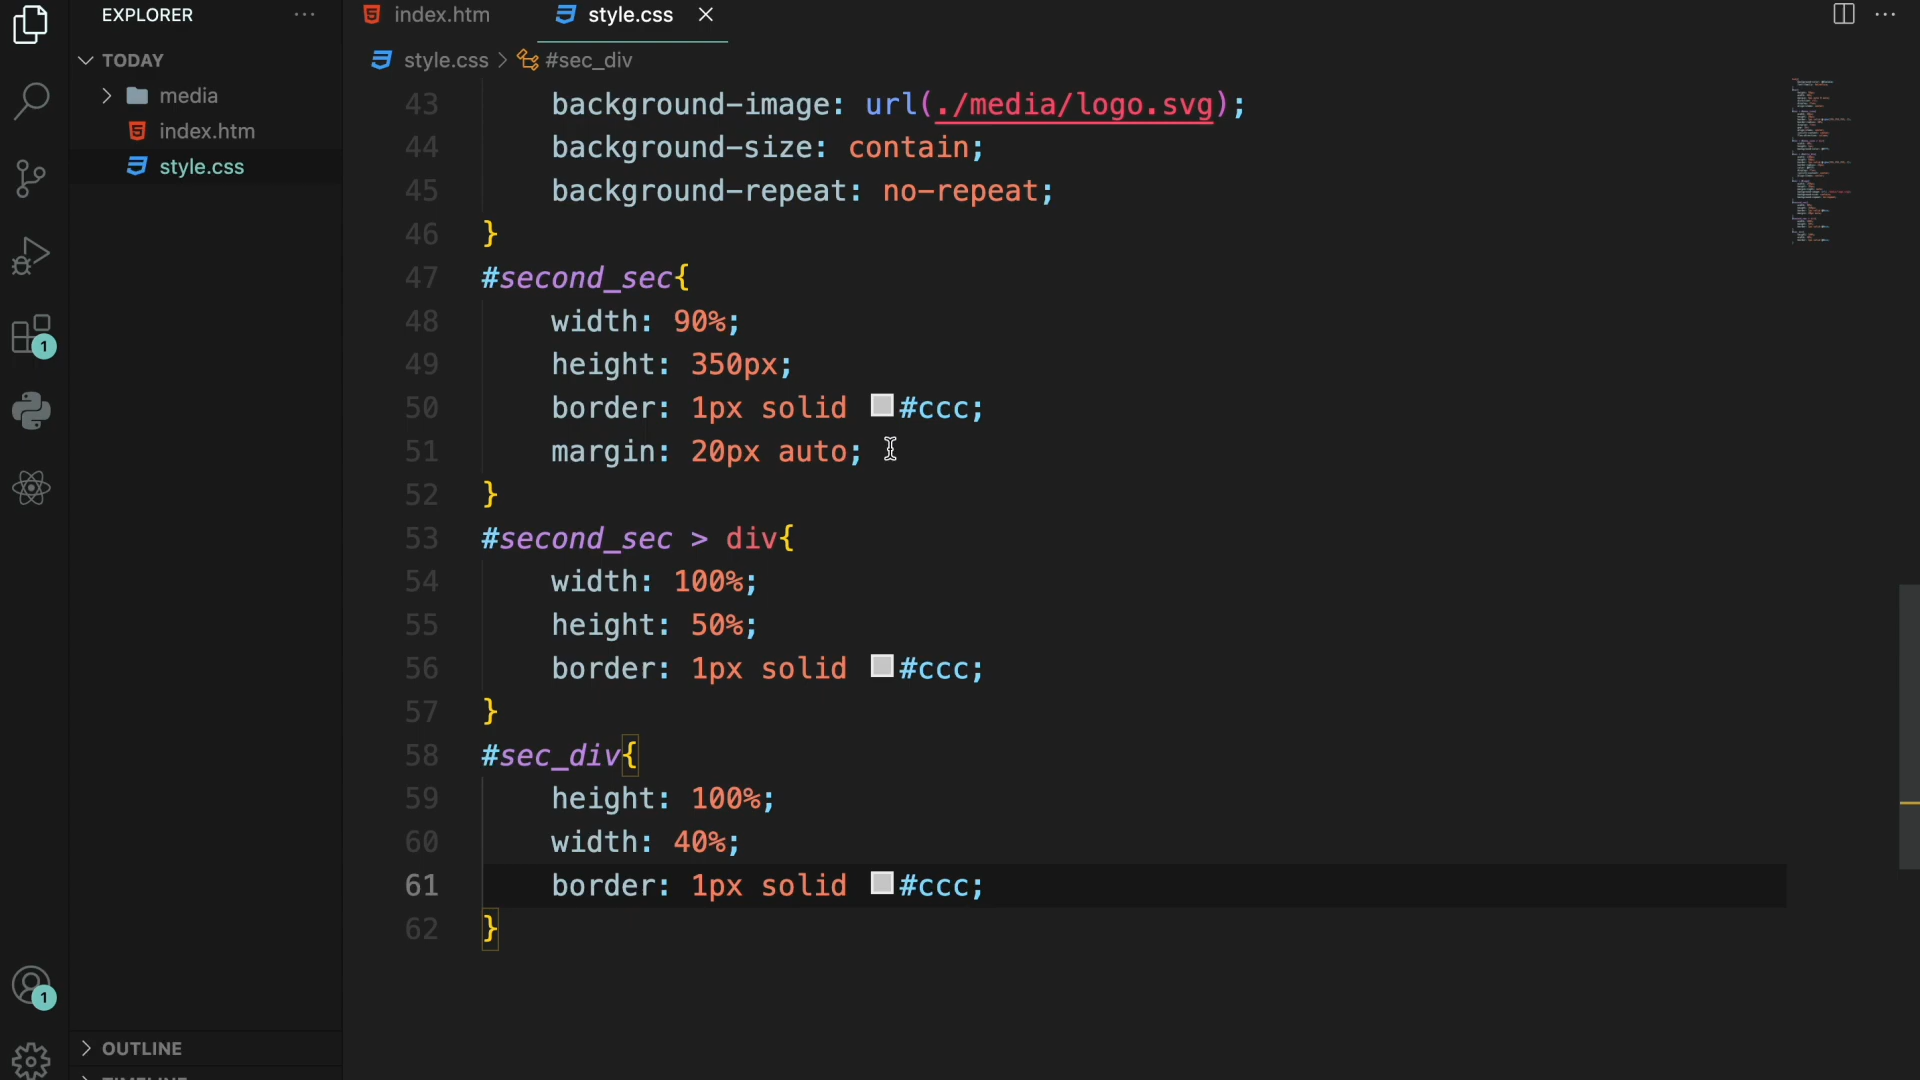 EXPLORER
TODAY
media
index.htm
style.css
1
1
OUTLINE
TIMELINE
index.htm
style.css
style.css > #sec_div
43 background-image: url(./media/logo.svg);
44 background-size: contain;
45 background-repeat: no-repeat;
46 }
47 #second_sec{
48 width: 90%;
49 height: 350px;
50 border: 1px solid #ccc;
51 margin: 20px auto;
52 }
53 #second_sec > div{
54 width: 100%;
55 height: 50%;
56 border: 1px solid #ccc;
57 }
58 #sec_div{
59 height: 100%;
60 width: 40%;
61 border: 1px solid #ccc;
62 }